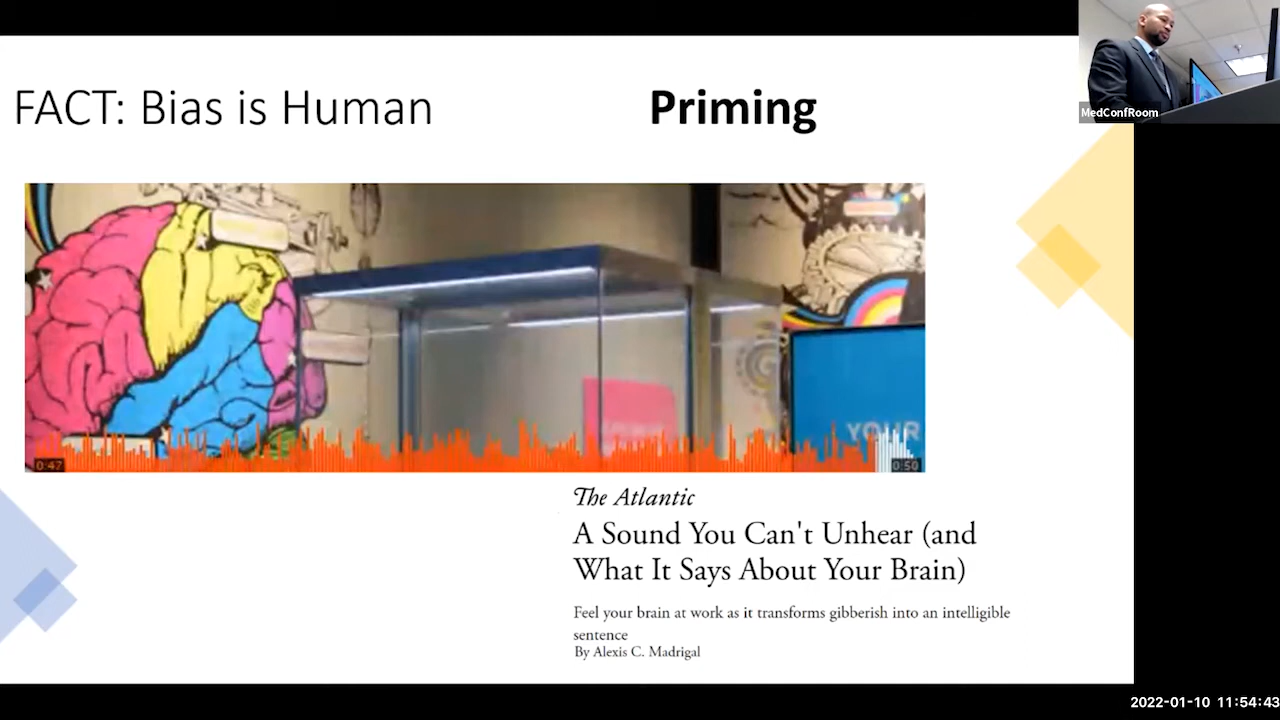 FACT: Bias is Human
Priming
MedConfRoom
YOUR
0:47
0:50
The Atlantic
A Sound You Can't Unhear (and
What It Says About Your Brain)
Feel your brain at work as it transforms gibberish into an intelligible
sentence
By Alexis C. Madrigal
2022-01-10 11:54:43